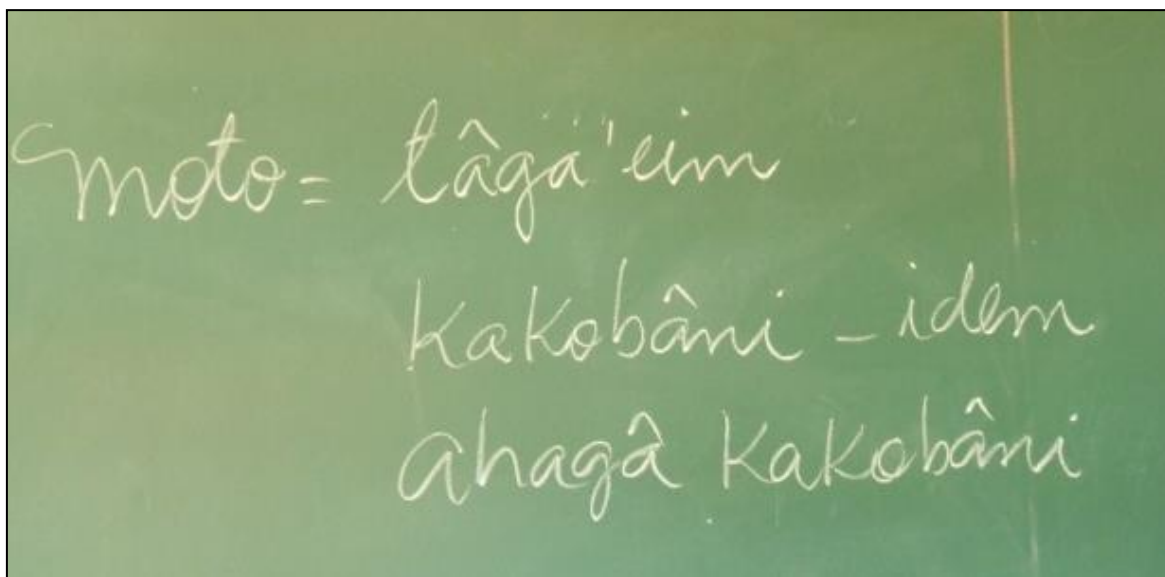 moto = tâga'eim
kakobâni - idem
ahagâ kakobâni